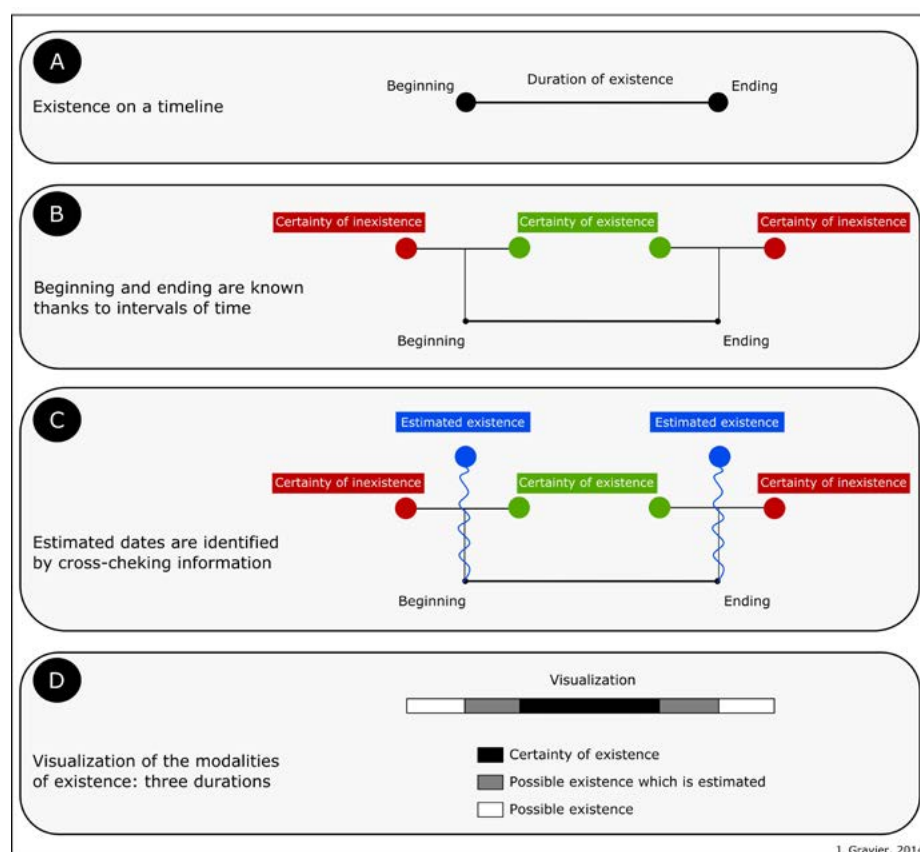 A
Beginning
Duration of existence
Ending
Existence on a timeline
B
Certainty of inexistence
Certainty of existence
Certainty of inexistence
Beginning and ending are known
thanks to intervals of time
Beginning
Ending
C
Estimated existence
Estimated existence
Certainty of inexistence
Certainty of existence
Certainty of inexistence
Estimated dates are identified
by cross-cheking information
Beginning
Ending
D
Visualization
Visualization of the modalities
of existence: three durations
Certainty of existence
Possible existence which is estimated
Possible existence
Gravier,